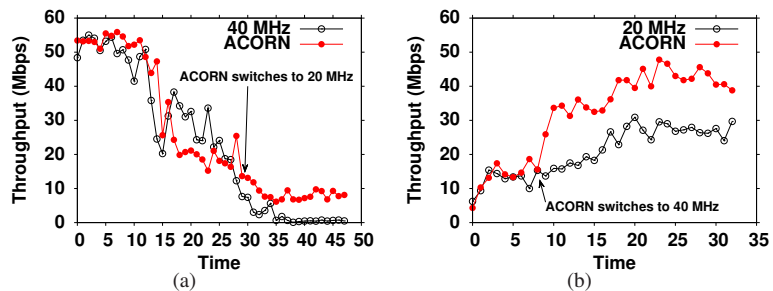 40 MHz
ACORN
ACORN switches to 20 MHz
Throughput (Mbps)
60
50
40
30
20
10
0
0 5 10 15 20 25 30 35 40 45 50
Time
(a)
20 MHz
ACORN
ACORN switches to 40 MHz
Throughput (Mbps)
60
50
40
30
20
10
0
0 5 10 15 20 25 30 35
Time
(b)